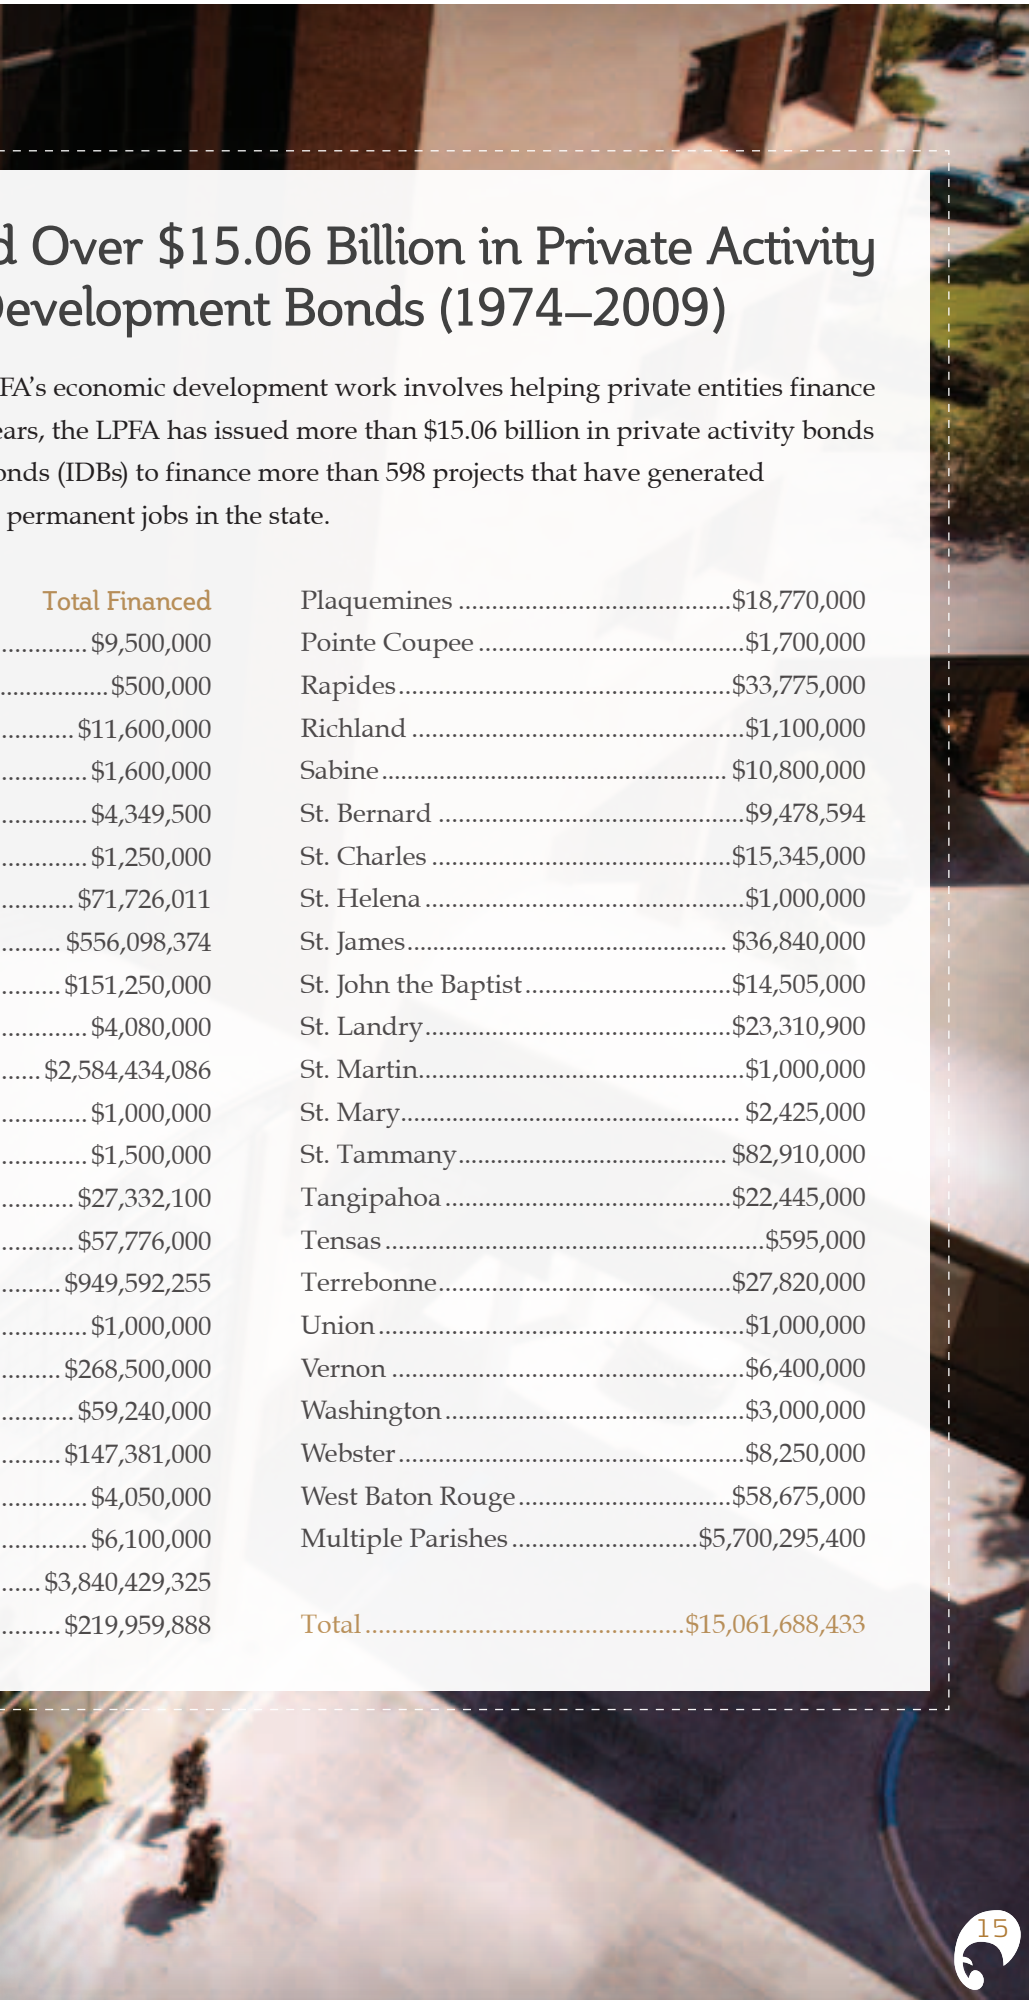 d Over $15.06 Billion in Private Activity
Development Bonds (1974–2009)
FA’s economic development work involves helping private entities finance
ears, the LPFA has issued more than $15.06 billion in private activity bonds
onds (IDBs) to finance more than 598 projects that have generated
permanent jobs in the state.
Total Financed
............. $9,500,000
................ $500,000
........... $11,600,000
............. $1,600,000
............. $4,349,500
............. $1,250,000
........... $71,726,011
......... $556,098,374
......... $151,250,000
............. $4,080,000
...... $2,584,434,086
............. $1,000,000
............. $1,500,000
........... $27,332,100
........... $57,776,000
......... $949,592,255
............. $1,000,000
......... $268,500,000
........... $59,240,000
......... $147,381,000
............. $4,050,000
............. $6,100,000
...... $3,840,429,325
......... $219,959,888
Plaquemines ........................................ $18,770,000
Pointe Coupee ....................................... $1,700,000
Rapides ................................................. $33,775,000
Richland ................................................. $1,100,000
Sabine ................................................... $10,800,000
St. Bernard ............................................. $9,478,594
St. Charles ............................................ $15,345,000
St. Helena ............................................... $1,000,000
St. James ............................................... $36,840,000
St. John the Baptist ............................... $14,505,000
St. Landry ............................................. $23,310,900
St. Martin ................................................ $1,000,000
St. Mary .................................................. $2,425,000
St. Tammany ........................................ $82,910,000
Tangipahoa .......................................... $22,445,000
Tensas ........................................................ $595,000
Terrebonne ........................................... $27,820,000
Union ...................................................... $1,000,000
Vernon .................................................... $6,400,000
Washington ............................................ $3,000,000
Webster ................................................... $8,250,000
West Baton Rouge ................................ $58,675,000
Multiple Parishes ............................ $5,700,295,400
Total ............................................... $15,061,688,433
15